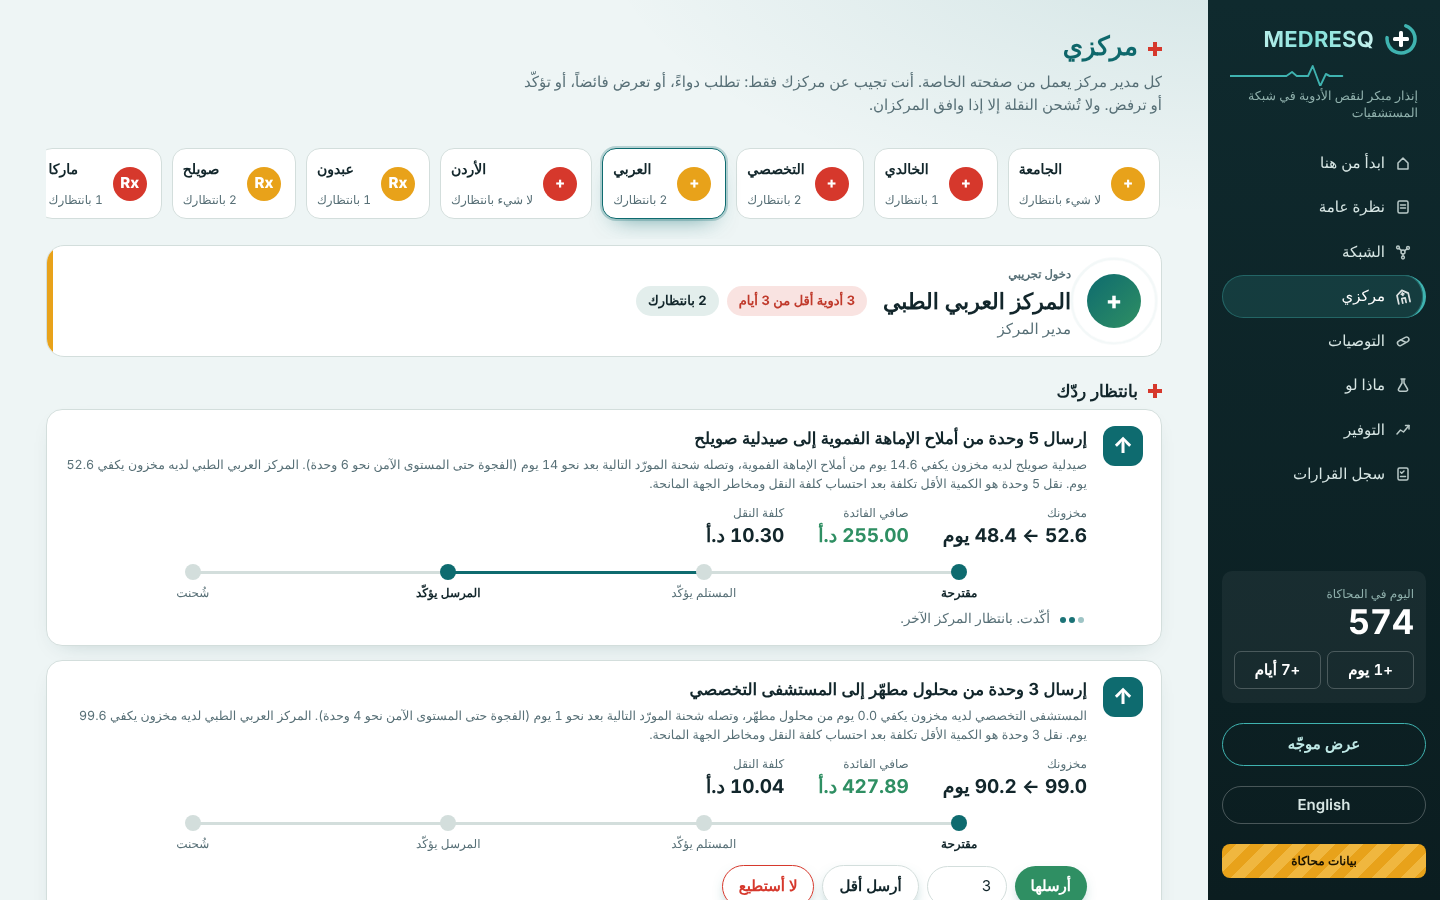 MEDRESQ
إنذار مبكر لنقص الأدوية في شبكة
المستشفيات
ابدأ من هنا
نظرة عامة
الشبكة
مركزي
التوصيات
ماذا لو
التوفير
سجل القرارات
اليوم في المحاكاة
574
+1 يوم
+7 أيام
عرض موجّه
English
بيانات محاكاة
مركزي
كل مدير مركز يعمل من صفحته الخاصة. أنت تجيب عن مركزك فقط: تطلب دواءً، أو تعرض فائضاً، أو تؤكّد
أو ترفض. ولا تُشحن النقلة إلا إذا وافق المركزان.
الجامعة
لا شيء بانتظارك
الخالدي
1 بانتظارك
التخصصي
2 بانتظارك
العربي
2 بانتظارك
الأردن
لا شيء بانتظارك
Rx
عبدون
1 بانتظارك
Rx
صويلح
2 بانتظارك
Rx
ماركا
1 بانتظارك
دخول تجريبي
المركز العربي الطبي
3 أدوية أقل من 3 أيام
2 بانتظارك
مدير المركز
بانتظار ردّك
إرسال 5 وحدة من أملاح الإماهة الفموية إلى صيدلية صويلح
صيدلية صويلح لديه مخزون يكفي 14.6 يوم من أملاح الإماهة الفموية، وتصله شحنة المورّد التالية بعد نحو 14 يوم (الفجوة حتى المستوى الآمن نحو 6 وحدة). المركز العربي الطبي لديه مخزون يكفي 52.6
يوم. نقل 5 وحدة هو الكمية الأقل تكلفة بعد احتساب كلفة النقل ومخاطر الجهة المانحة.
مخزونك
52.6 ← 48.4 يوم
صافي الفائدة
255.00 د.أ
كلفة النقل
10.30 د.أ
مقترحة
المستلم يؤكّد
المرسل يؤكّد
شُحنت
أكّدت. بانتظار المركز الآخر.
إرسال 3 وحدة من محلول مطهّر إلى المستشفى التخصصي
المستشفى التخصصي لديه مخزون يكفي 0.0 يوم من محلول مطهّر، وتصله شحنة المورّد التالية بعد نحو 1 يوم (الفجوة حتى المستوى الآمن نحو 4 وحدة). المركز العربي الطبي لديه مخزون يكفي 99.6
يوم. نقل 3 وحدة هو الكمية الأقل تكلفة بعد احتساب كلفة النقل ومخاطر الجهة المانحة.
مخزونك
99.0 ← 90.2 يوم
صافي الفائدة
427.89 د.أ
كلفة النقل
10.04 د.أ
مقترحة
المستلم يؤكّد
المرسل يؤكّد
شُحنت
أرسلها
3
أرسل أقل
لا أستطيع